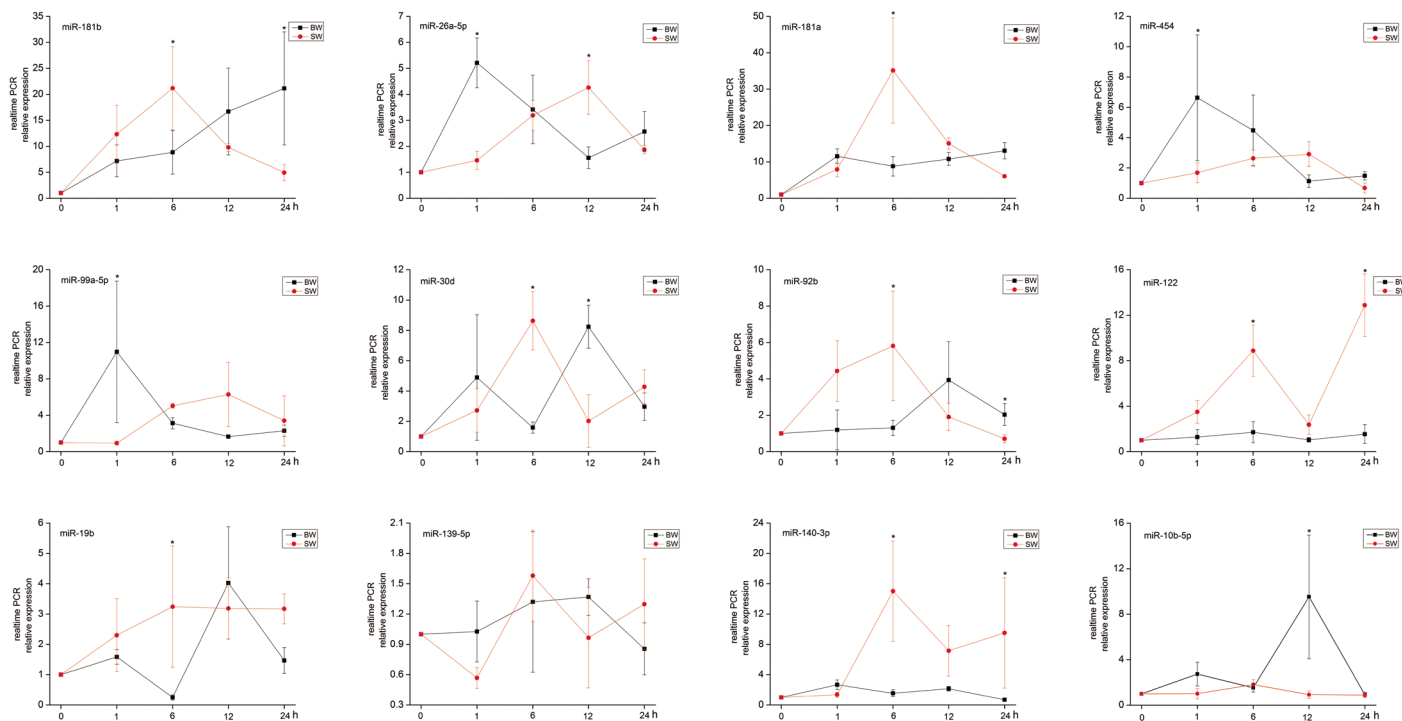 miR-181b
BW
SW
realtime PCR
relative expression
35
30
25
20
15
10
5
0
* *
0 1 6 12 24 h
miR-26a-5p
BW
SW
realtime PCR
relative expression
7
6
5
4
3
2
1
0
* *
0 1 6 12 24 h
miR-181a
BW
SW
realtime PCR
relative expression
50
40
30
20
10
0
*
0 1 6 12 24 h
miR-454
BW
SW
realtime PCR
relative expression
12
10
8
6
4
2
0
*
0 1 6 12 24 h
miR-99a-5p
BW
SW
realtime PCR
relative expression
20
16
12
8
4
0
*
0 1 6 12 24 h
miR-30d
BW
SW
realtime PCR
relative expression
12
10
8
6
4
2
0
* *
0 1 6 12 24 h
miR-92b
BW
SW
realtime PCR
relative expression
10
8
6
4
2
0
* *
0 1 6 12 24 h
miR-122
BW
SW
realtime PCR
relative expression
16
12
8
4
0
* *
0 1 6 12 24 h
miR-19b
BW
SW
realtime PCR
relative expression
6
5
4
3
2
1
0
*
0 1 6 12 24 h
miR-139-5p
BW
SW
realtime PCR
relative expression
2.1
1.8
1.5
1.2
0.9
0.6
0.3
0 1 6 12 24 h
miR-140-3p
BW
SW
realtime PCR
relative expression
24
20
16
12
8
4
0
* *
0 1 6 12 24 h
miR-10b-5p
BW
SW
realtime PCR
relative expression
16
12
8
4
0
*
0 1 6 12 24 h